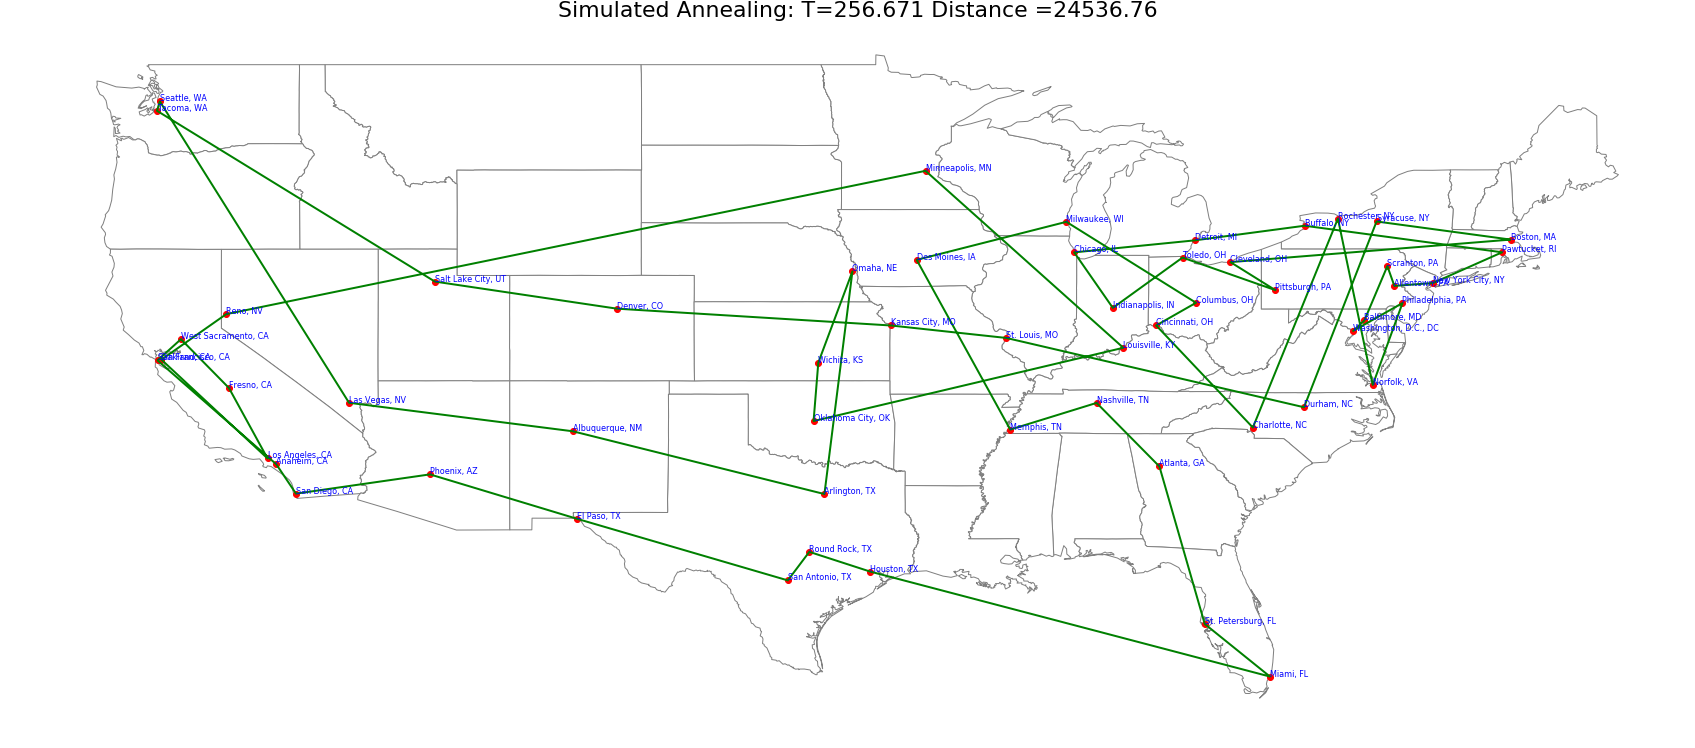 Simulated Annealing: T=256.671 Distance =24536.76
Seattle, WA
Tacoma, WA
Minneapolis, MN
Milwaukee, WI
Rochester, NY
Syracuse, NY
Buffalo, NY
Detroit, MI
Boston, MA
Chicago, IL
Pawtucket, RI
Des Moines, IA
Toledo, OH
Cleveland, OH
Scranton, PA
Omaha, NE
Salt Lake City, UT
Allentown, PA
New York City, NY
Pittsburgh, PA
Denver, CO
Indianapolis, IN
Columbus, OH
Philadelphia, PA
Reno, NV
Kansas City, MO
Cincinnati, OH
Baltimore, MD
Washington, D.C., DC
West Sacramento, CA
St. Louis, MO
Louisville, KY
San Francisco, CA
Wichita, KS
Fresno, CA
Norfolk, VA
Las Vegas, NV
Nashville, TN
Durham, NC
Oklahoma City, OK
Albuquerque, NM
Memphis, TN
Charlotte, NC
Los Angeles, CA
Anaheim, CA
Phoenix, AZ
Atlanta, GA
San Diego, CA
Arlington, TX
El Paso, TX
Round Rock, TX
San Antonio, TX
Houston, TX
St. Petersburg, FL
Miami, FL